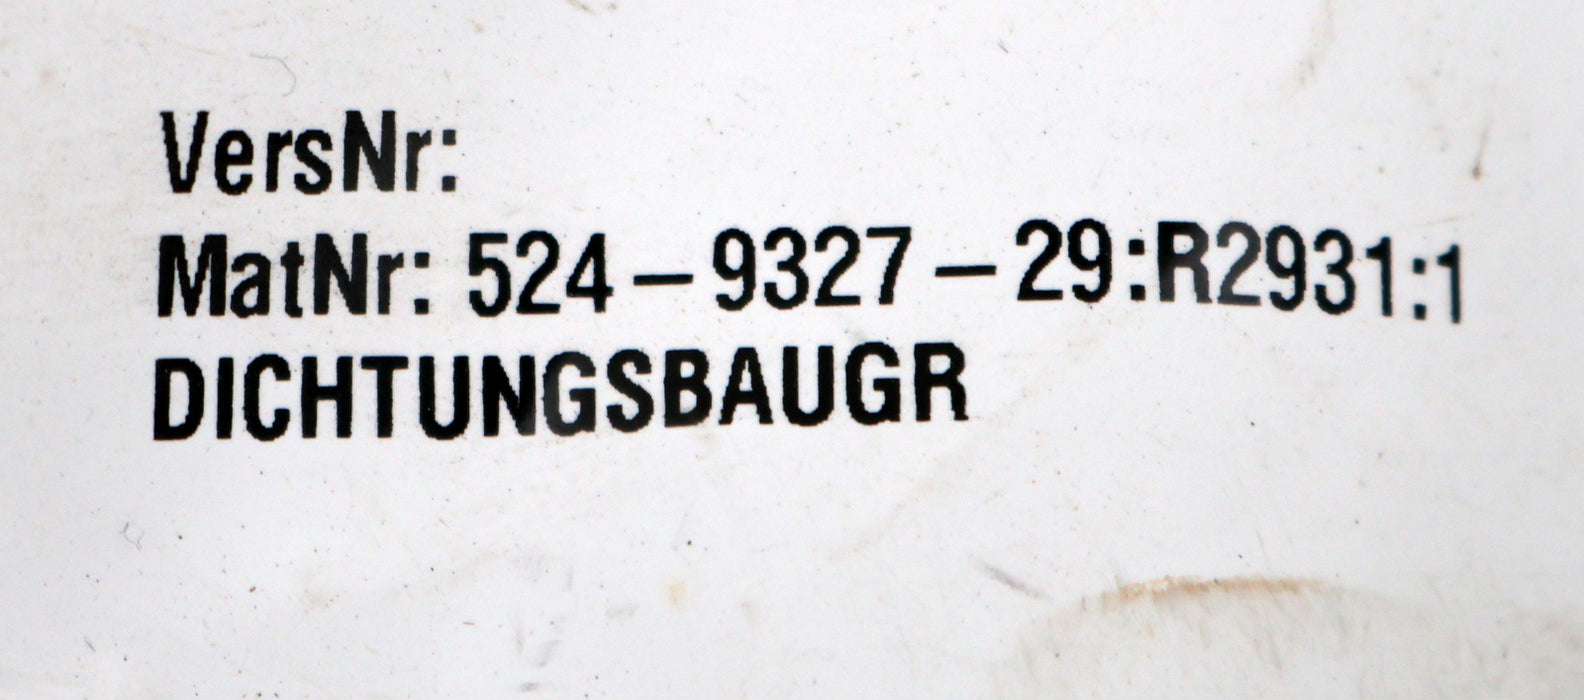 VersNr:
MatNr: 524-9327-29:R2931:1
DICHTUNGSBAUGR